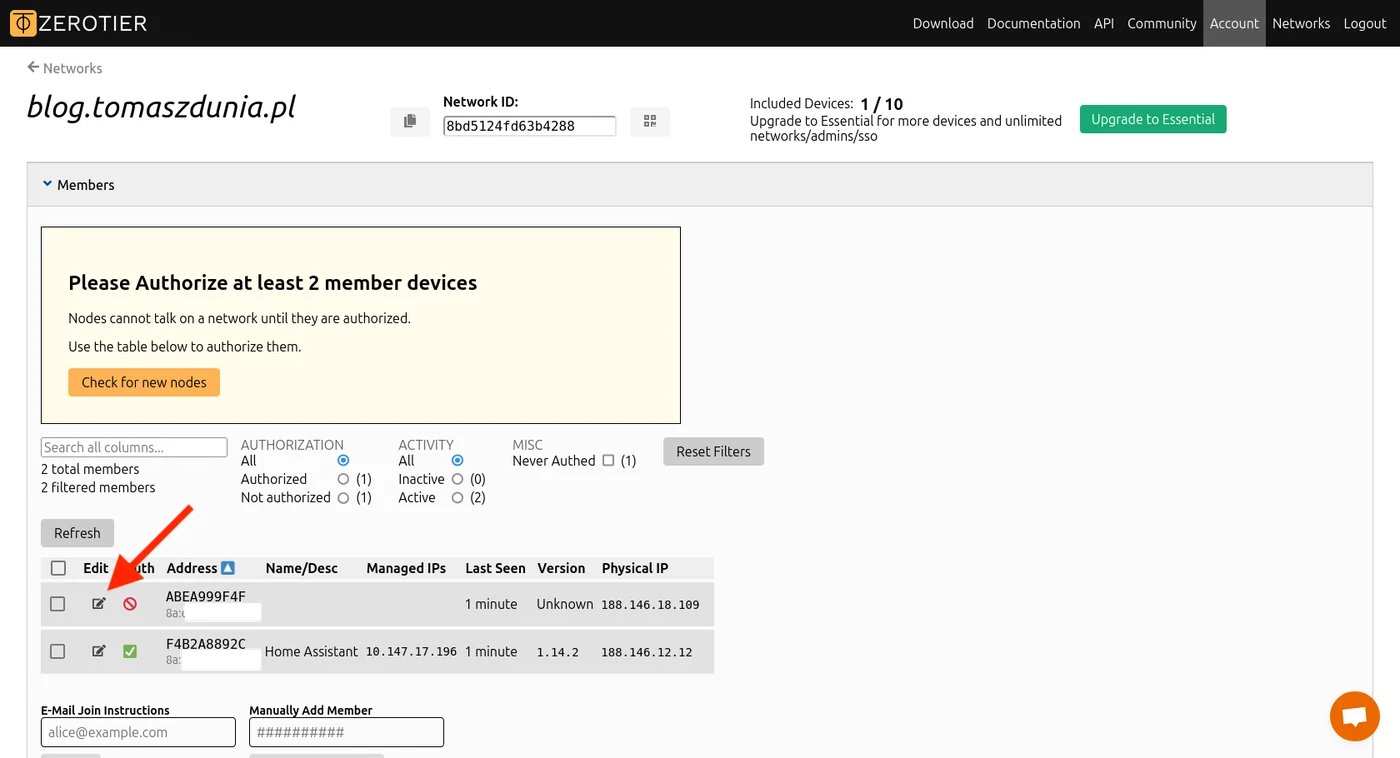 ZEROTIER
Download Documentation API Community Account Networks Logout
Networks
blog.tomaszdunia.pl
Network ID:
8bd5124fd63b4288
Included Devices: 1 / 10
Upgrade to Essential for more devices and unlimited
networks/admins/sso
Upgrade to Essential
Members
Please Authorize at least 2 member devices
Nodes cannot talk on a network until they are authorized.
Use the table below to authorize them.
Check for new nodes
Search all columns...
2 total members
2 filtered members
AUTHORIZATION
All
Authorized (1)
Not authorized (1)
ACTIVITY
All
Inactive (0)
Active (2)
MISC
Never Authed (1)
Reset Filters
Refresh
Edit uth Address Name/Desc Managed IPs Last Seen Version Physical IP
ABEA999F4F 1 minute Unknown 188.146.18.109
8a:
F4B2A8892C Home Assistant 10.147.17.196 1 minute 1.14.2 188.146.12.12
8a:
E-Mail Join Instructions
alice@example.com
Manually Add Member
##########